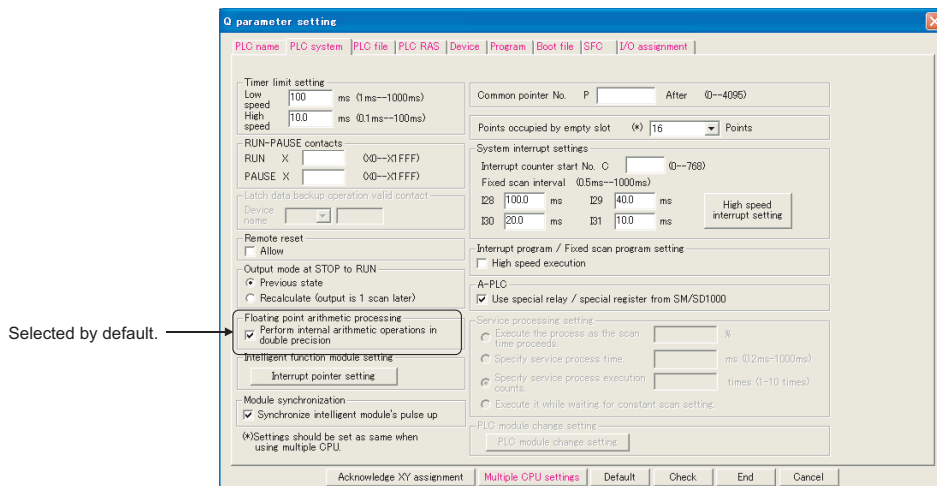 Q parameter setting
PLC name PLC system PLC file PLC RAS Device Program Boot file SFC I/O assignment
Timer limit setting
Low speed 100 ms (1ms--1000ms)
High speed 10.0 ms (0.1ms--100ms)
RUN-PAUSE contacts
RUN X (X0--X1FFF)
PAUSE X (X0--X1FFF)
Latch data backup operation valid contact
Device name
Remote reset
Allow
Output mode at STOP to RUN
Previous state
Recalculate (output is 1 scan later)
Selected by default.
Floating point arithmetic processing
Perform internal arithmetic operations in
double precision
Intelligent function module setting
Interrupt pointer setting
Module synchronization
Synchronize intelligent module's pulse up
(*)Settings should be set as same when
using multiple CPU.
Common pointer No. P After (0--4095)
Points occupied by empty slot (*) 16 Points
System interrupt settings
Interrupt counter start No. C (0--768)
Fixed scan interval (0.5ms--1000ms)
I28 100.0 ms I29 40.0 ms
I30 20.0 ms I31 10.0 ms
High speed
interrupt setting
Interrupt program / Fixed scan program setting
High speed execution
A-PLC
Use special relay / special register from SM/SD1000
Service processing setting
Execute the process as the scan
time proceeds. %
Specify service process time. ms (0.2ms-1000ms)
Specify service process execution
counts. times (1-10 times)
Execute it while waiting for constant scan setting.
PLC module change setting
PLC module change setting
Acknowledge XY assignment Multiple CPU settings Default Check End Cancel